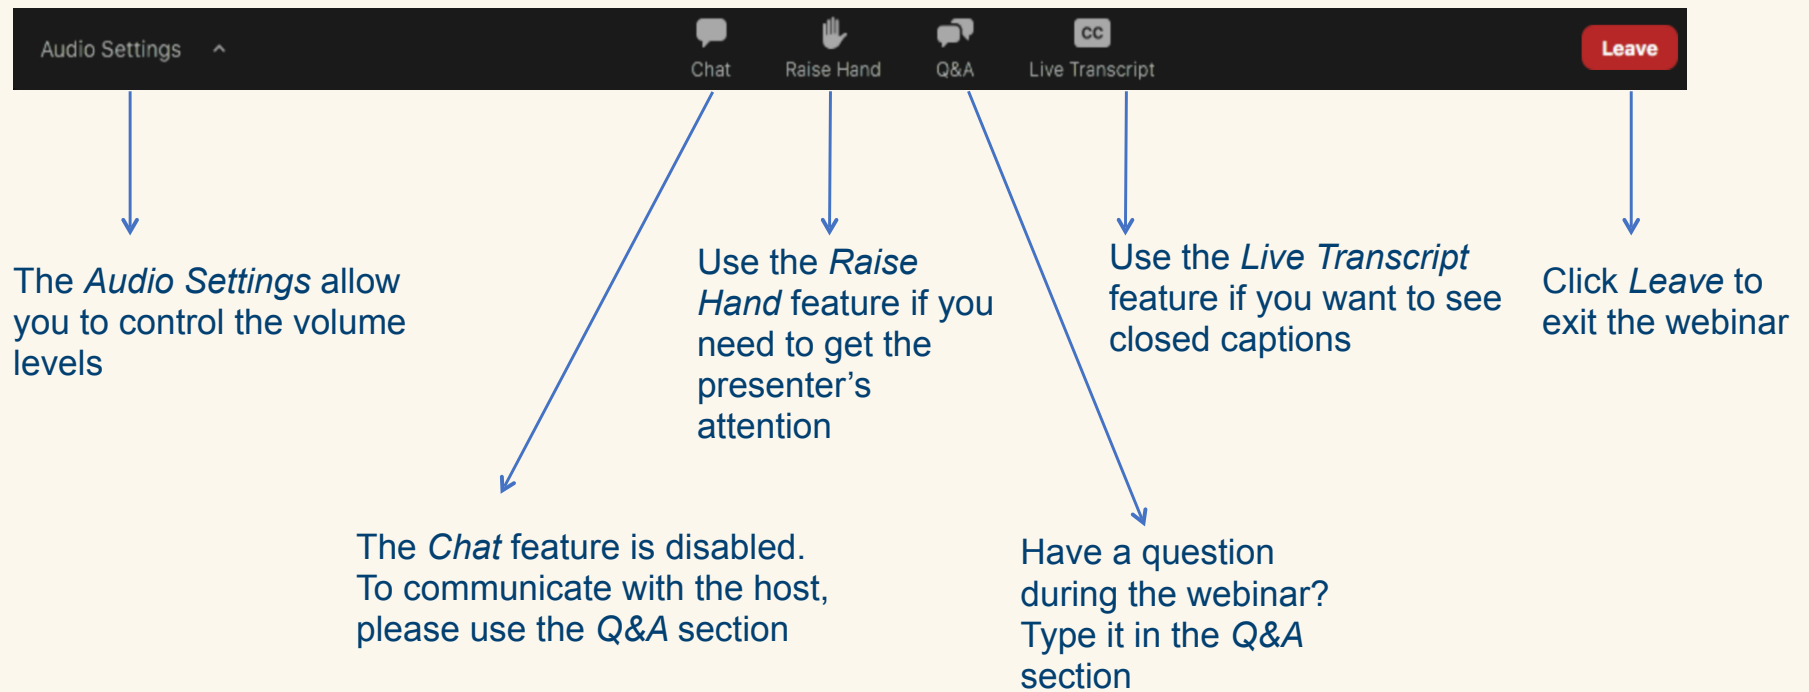 Audio Settings
Chat
Raise Hand
Q&A
CC
Live Transcript
Leave
The Audio Settings allow
you to control the volume
levels
Use the Raise
Hand feature if you
need to get the
presenter’s
attention
Use the Live Transcript
feature if you want to see
closed captions
Click Leave to
exit the webinar
The Chat feature is disabled.
To communicate with the host,
please use the Q&A section
Have a question
during the webinar?
Type it in the Q&A
section